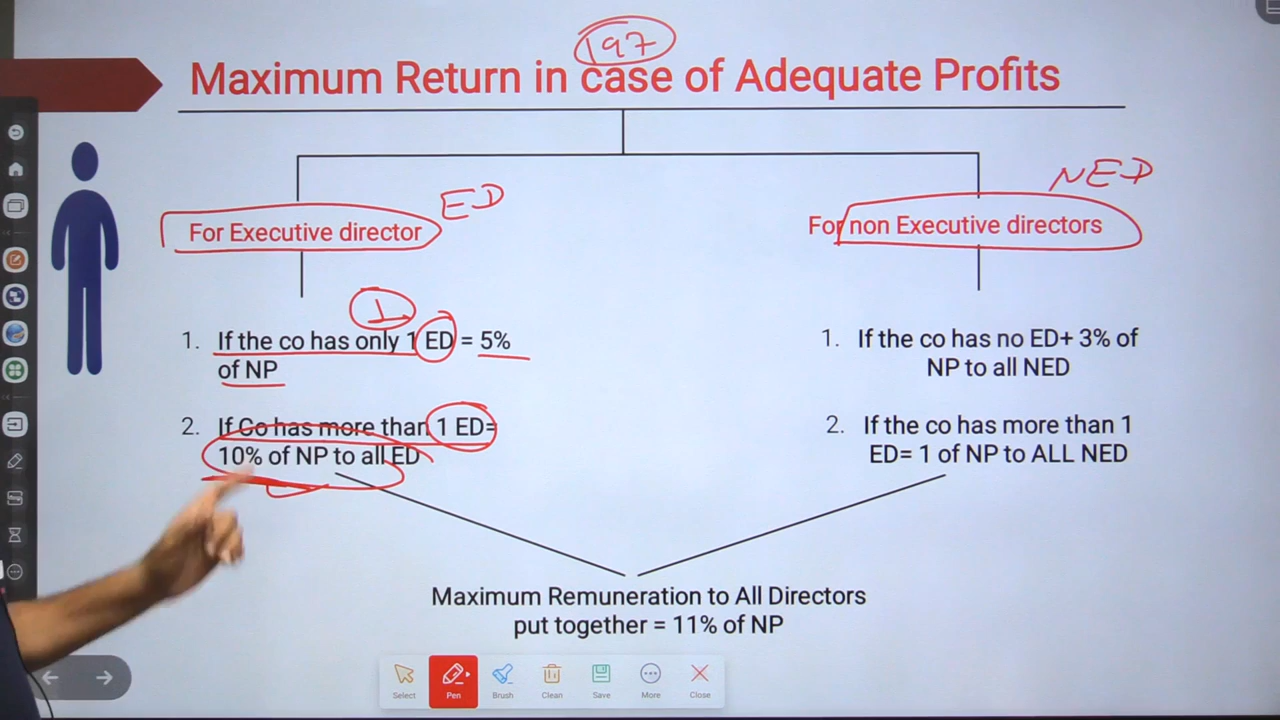 197
Maximum Return in case of Adequate Profits
For Executive director
ED
For non Executive directors
NED
1
1. If the co has only 1 ED = 5%
of NP
2. If Co has more than 1 ED=
10% of NP to all ED
1. If the co has no ED+ 3% of
NP to all NED
2. If the co has more than 1
ED= 1 of NP to ALL NED
Maximum Remuneration to All Directors
put together = 11% of NP
Select
Pen
Brush
Clean
Save
More
Close